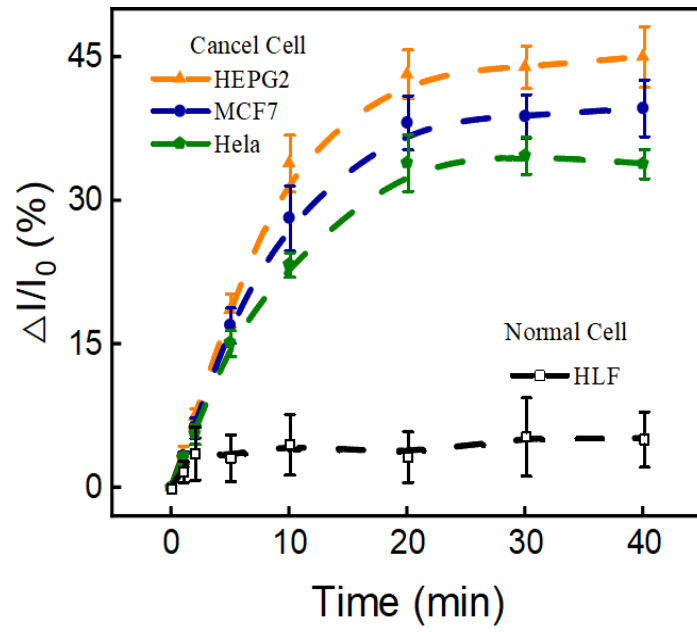 Cancel Cell
HEPG2
MCF7
Hela
Normal Cell
HLF
45
30
15
0
△I/I0 (%)
0 10 20 30 40
Time (min)